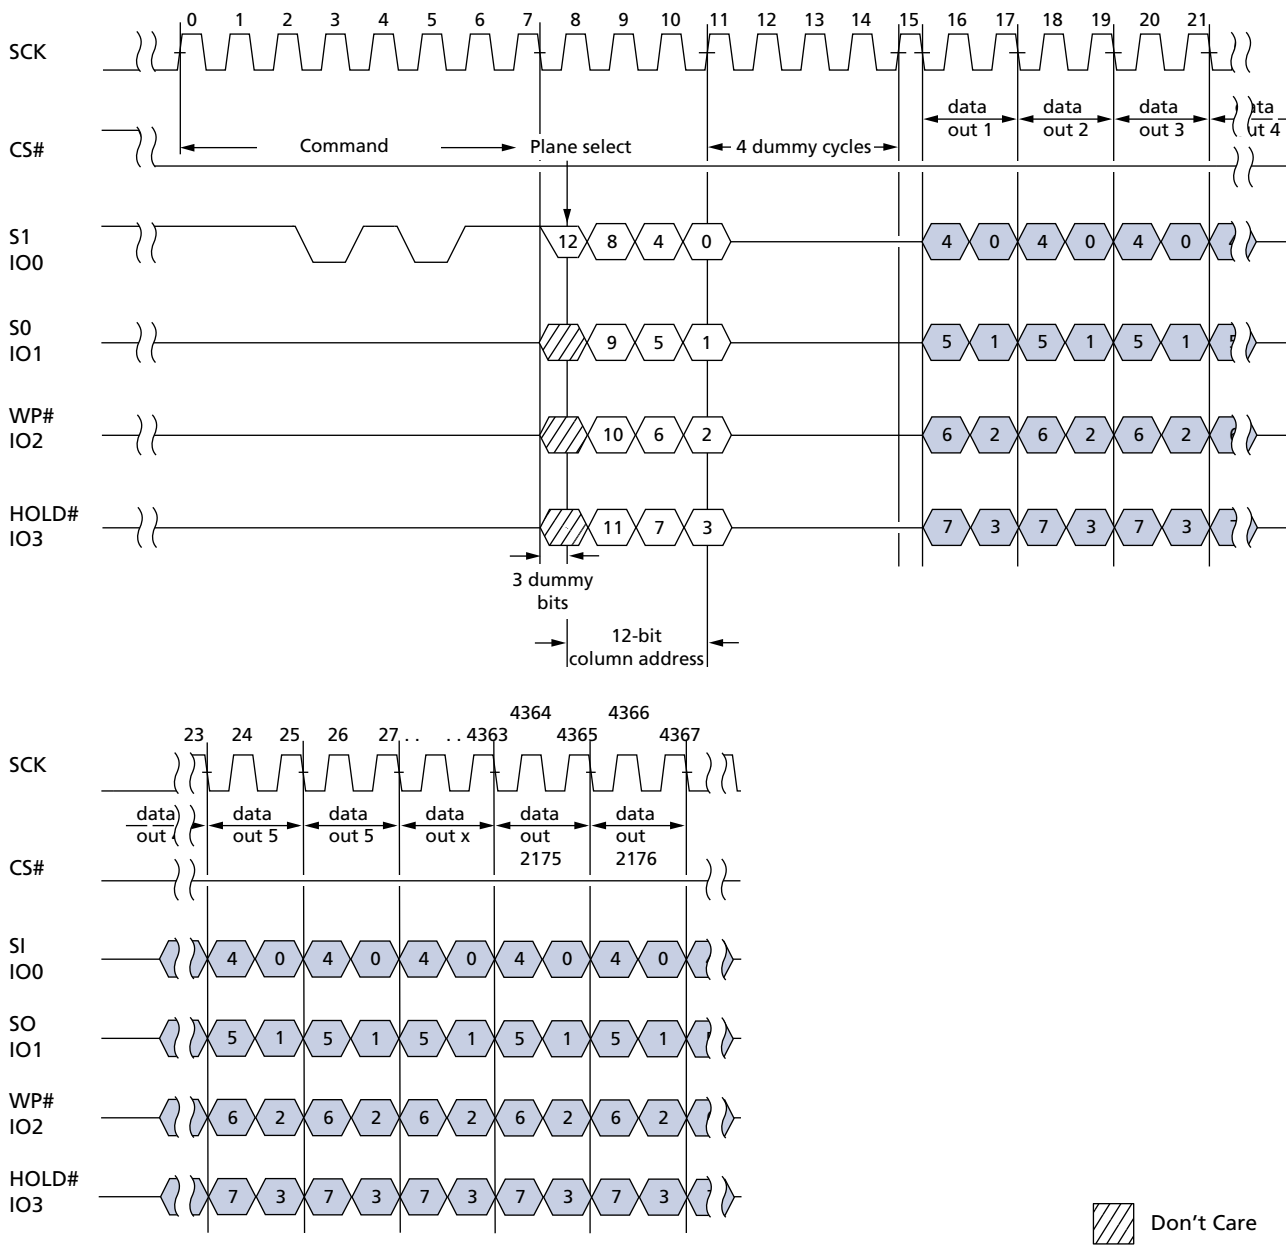 0 1 2 3 4 5 6 7 8 9 10 11 12 13 14 15 16 17 18 19 20 21
SCK
data out 1
data out 2
data out 3
out 4
CS#
Command
Plane select
4 dummy cycles
S1
IO0
12 8 4 0 4 0 4 0 4 0
S0
IO1
9 5 1 5 1 5 1 5 1
WP#
IO2
10 6 2 6 2 6 2 6 2
HOLD#
IO3
11 7 3 7 3 7 3 7 3
3 dummy
bits
12-bit
column address
4364 4366
23 24 25 26 27 . . . . 4363 4365 4367
SCK
data
out
data
out 5
data
out 5
data
out x
data
out
2175
data
out
2176
CS#
SI
IO0
4 0 4 0 4 0 4 0 4 0
SO
IO1
5 1 5 1 5 1 5 1 5 1
WP#
IO2
6 2 6 2 6 2 6 2 6 2
HOLD#
IO3
7 3 7 3 7 3 7 3 7 3
Don't Care